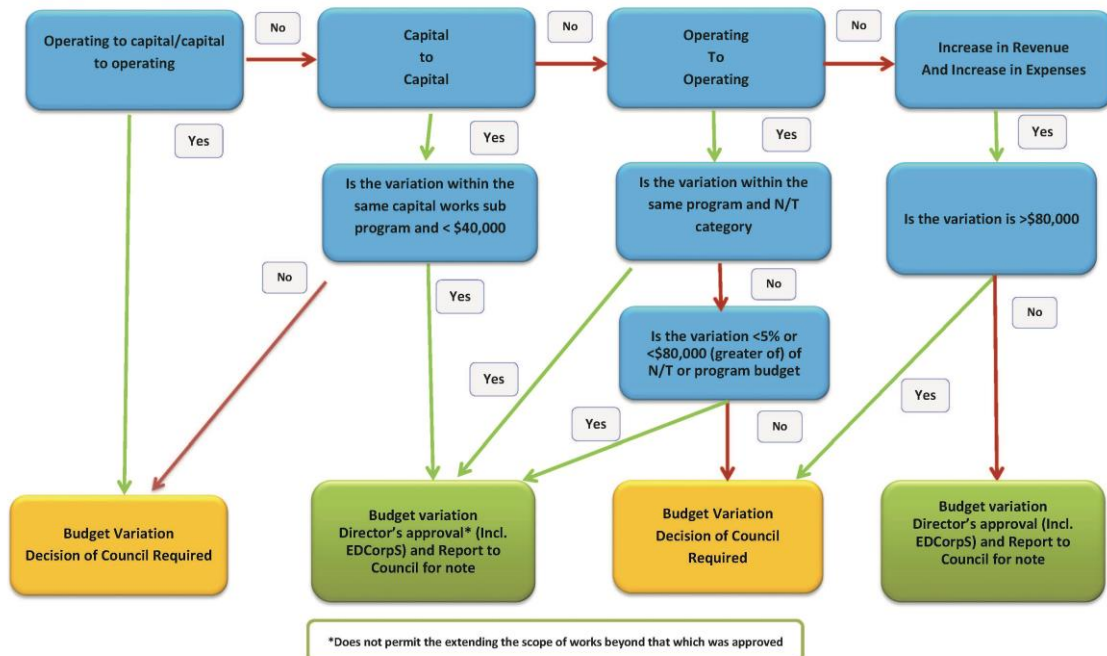 Operating to capital/capital
to operating
No
Capital
to
Capital
No
Operating
To
Operating
No
Increase in Revenue
And Increase in Expenses
Yes
Yes
Yes
Yes
Is the variation within the
same capital works sub
program and < $40,000
Is the variation within the
same program and N/T
category
Is the variation is >$80,000
No
Yes
No
No
Is the variation <5% or
<$80,000 (greater of) of
N/T or program budget
Yes
Yes
No
Yes
Budget Variation
Decision of Council Required
Budget variation
Director's approval* (Incl.
EDCorpS) and Report to
Council for note
Budget Variation
Decision of Council
Required
Budget variation
Director's approval (Incl.
EDCorpS) and Report to
Council for note
*Does not permit the extending the scope of works beyond that which was approved